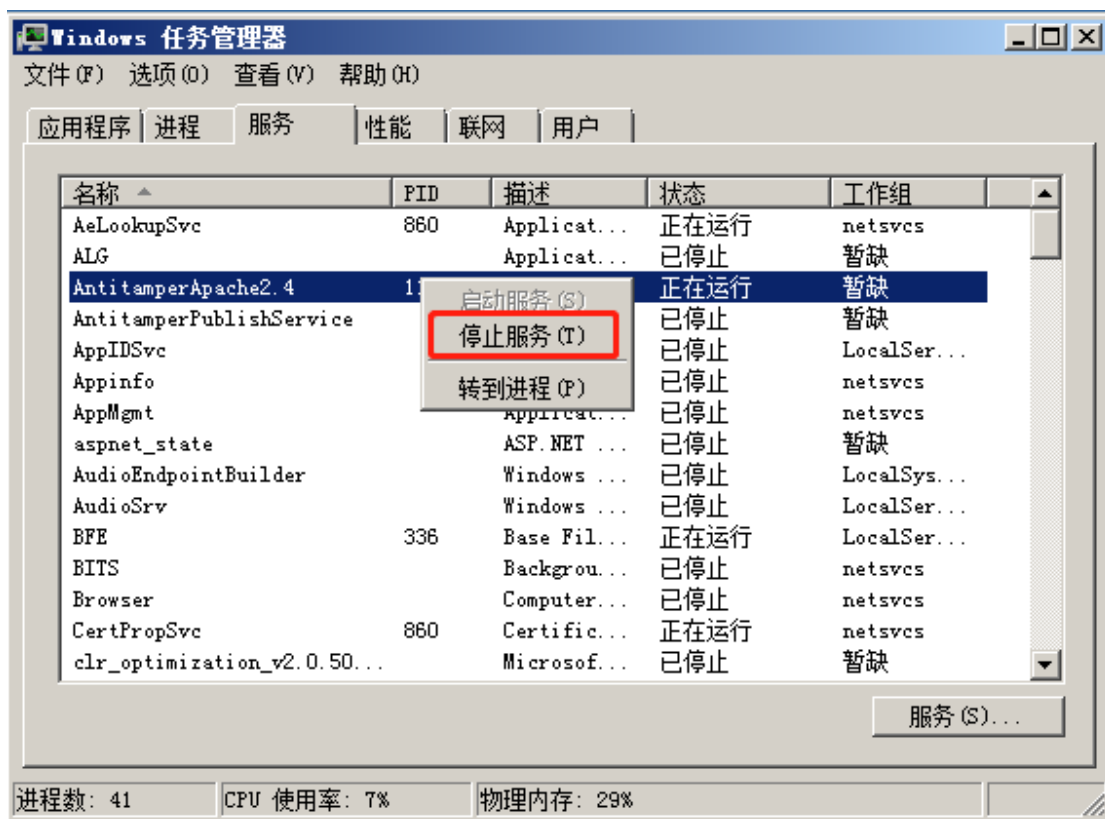 Windows 任务管理器
文件(F) 选项(O) 查看(V) 帮助(H)
应用程序 进程 服务 性能 联网 用户
名称 PID 描述 状态 工作组
AeLookupSvc 860 Applicat... 正在运行 netsvcs
ALG Applicat... 已停止 暂缺
AntitamperApache2.4 正在运行 暂缺
启动服务(S)
AntitamperPublishService 已停止 暂缺
停止服务(T)
AppIDSvc 已停止 LocalSer...
Appinfo 已停止 netsvcs
转到进程(P)
AppMgmt Applicat... 已停止 netsvcs
aspnet_state ASP.NET ... 已停止 暂缺
AudioEndpointBuilder Windows ... 已停止 LocalSys...
AudioSrv Windows ... 已停止 LocalSer...
BFE 336 Base Fil... 正在运行 LocalSer...
BITS Backgrou... 已停止 netsvcs
Browser Computer... 已停止 netsvcs
CertPropSvc 860 Certific... 正在运行 netsvcs
clr_optimization_v2.0.50... Microsof... 已停止 暂缺
服务(S)...
进程数: 41 CPU 使用率: 7% 物理内存: 29%